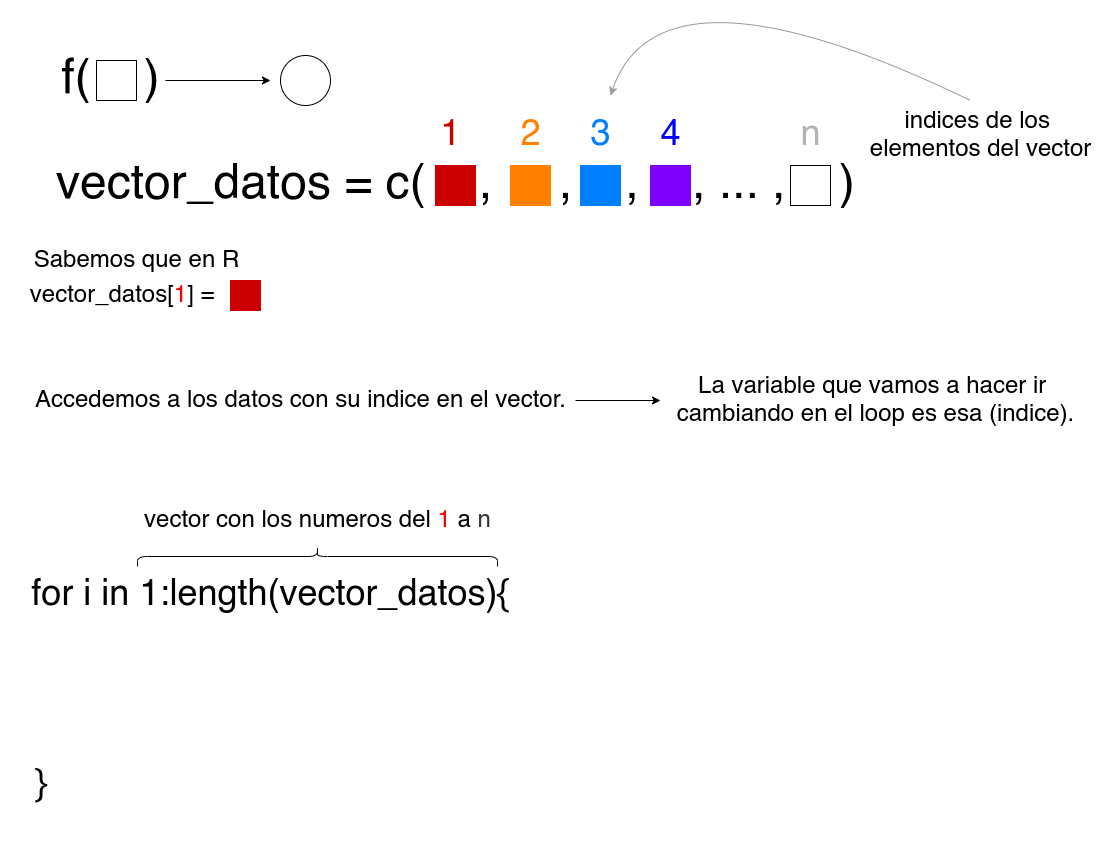 f( )
1 2 3 4 n
indices de los
elementos del vector
vector_datos = c( , , , , ... , )
Sabemos que en R
vector_datos[1] =
Accedemos a los datos con su indice en el vector.
La variable que vamos a hacer ir
cambiando en el loop es esa (indice).
vector con los numeros del 1 a n
for i in 1:length(vector_datos){
}